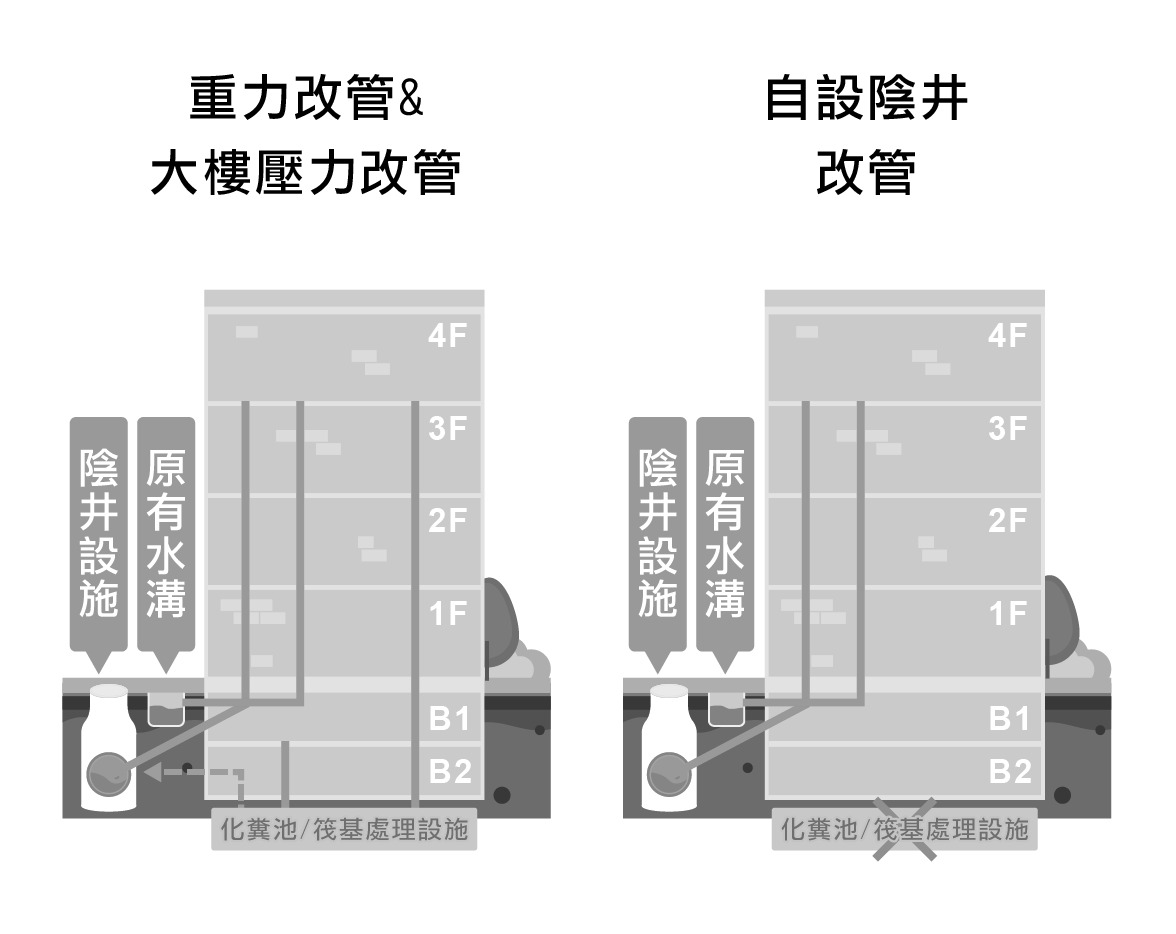 重力改管&
大樓壓力改管
4F
3F
2F
1F
B1
B2
陰井設施
原有水溝
化糞池/筏基處理設施
自設陰井
改管
4F
3F
2F
1F
B1
B2
陰井設施
原有水溝
化糞池/筏基處理設施